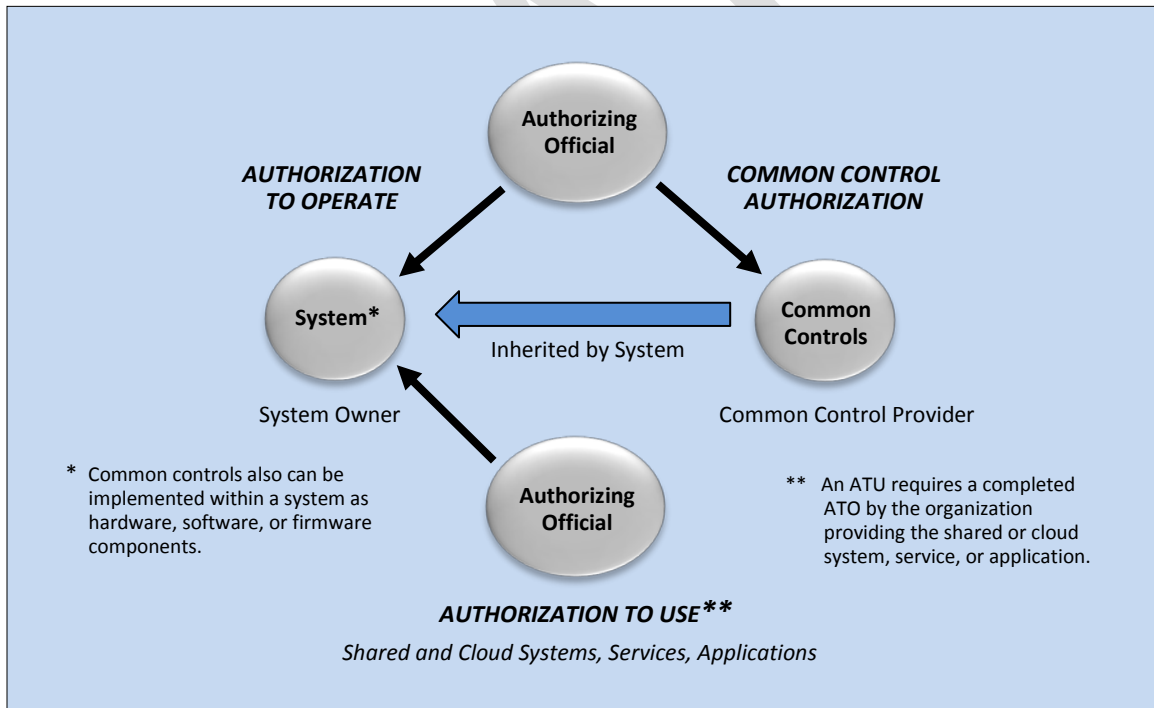 Authorizing
Official
AUTHORIZATION
TO OPERATE
COMMON CONTROL
AUTHORIZATION
System*
Common
Controls
Inherited by System
System Owner
Common Control Provider
* Common controls also can be
implemented within a system as
hardware, software, or firmware
components.
Authorizing
Official
** An ATU requires a completed
ATO by the organization
providing the shared or cloud
system, service, or application.
AUTHORIZATION TO USE**
Shared and Cloud Systems, Services, Applications